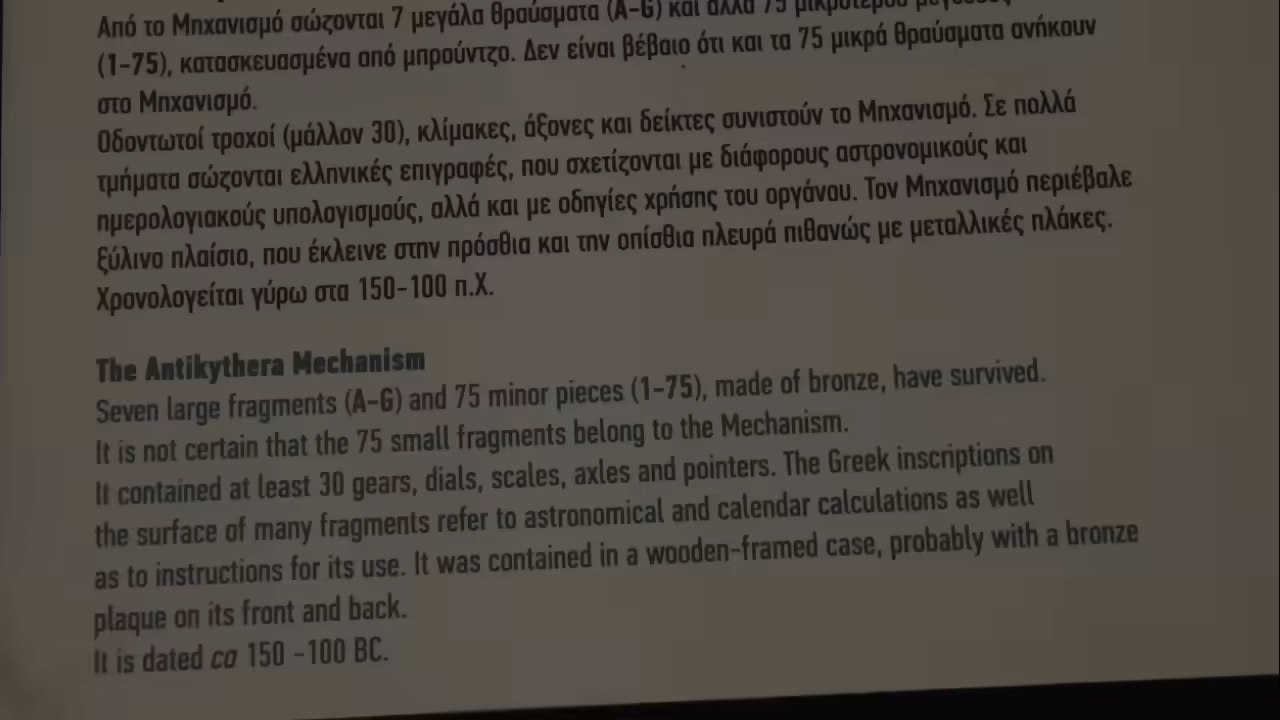 Από το Μηχανισμό σώζονται 7 μεγάλα θραύσματα (A-G) και άλλα 75 μικρότερου μεγέθους
(1-75), κατασκευασμένα από μπρούντζο. Δεν είναι βέβαιο ότι και τα 75 μικρά θραύσματα ανήκουν
στο Μηχανισμό.
Οδοντωτοί τροχοί (μάλλον 30), κλίμακες, άξονες και δείκτες συνιστούν το Μηχανισμό. Σε πολλά
τμήματα σώζονται ελληνικές επιγραφές, που σχετίζονται με διάφορους αστρονομικούς και
ημερολογιακούς υπολογισμούς, αλλά και με οδηγίες χρήσης του οργάνου. Τον Μηχανισμό περιέβαλε
ξύλινο πλαίσιο, που έκλεινε στην πρόσθια και την οπίσθια πλευρά πιθανώς με μεταλλικές πλάκες.
Χρονολογείται γύρω στα 150-100 π.Χ.
The Antikythera Mechanism
Seven large fragments (A-G) and 75 minor pieces (1-75), made of bronze, have survived.
It is not certain that the 75 small fragments belong to the Mechanism.
It contained at least 30 gears, dials, scales, axles and pointers. The Greek inscriptions on
the surface of many fragments refer to astronomical and calendar calculations as well
as to instructions for its use. It was contained in a wooden-framed case, probably with a bronze
plaque on its front and back.
It is dated ca 150 -100 BC.